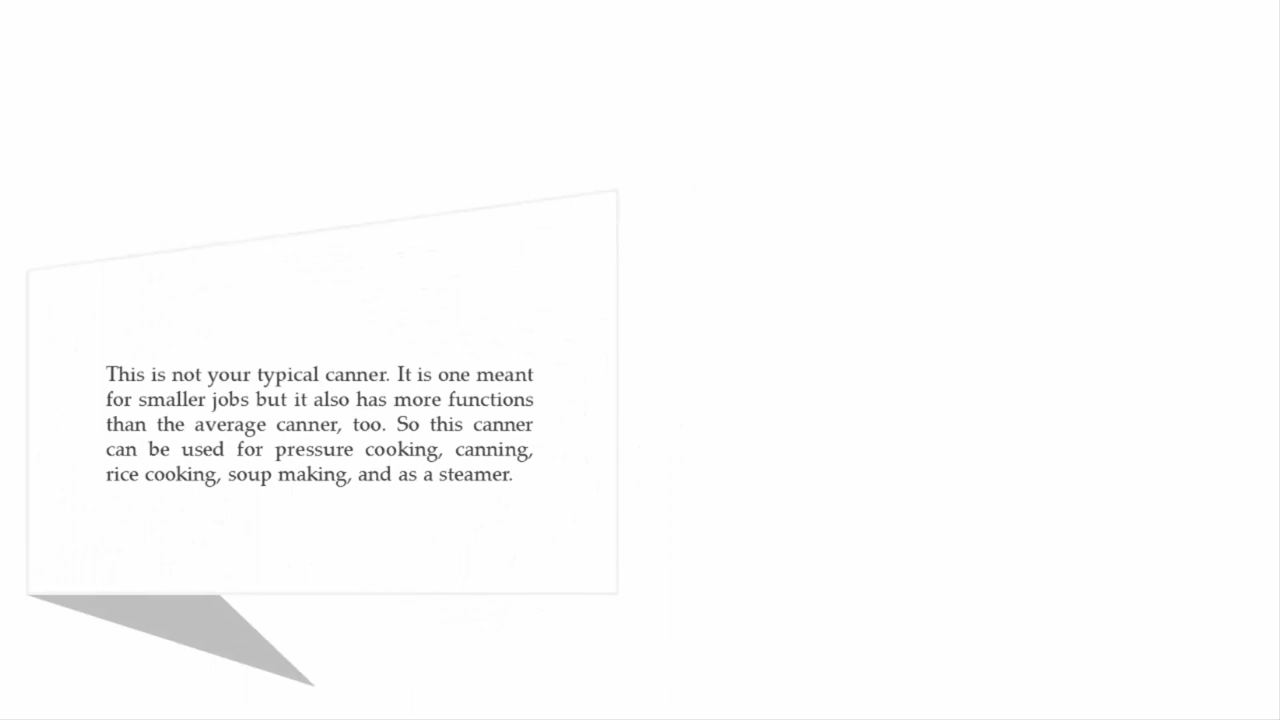 This is not your typical canner. It is one meant
for smaller jobs but it also has more functions
than the average canner, too. So this canner
can be used for pressure cooking, canning,
rice cooking, soup making, and as a steamer.